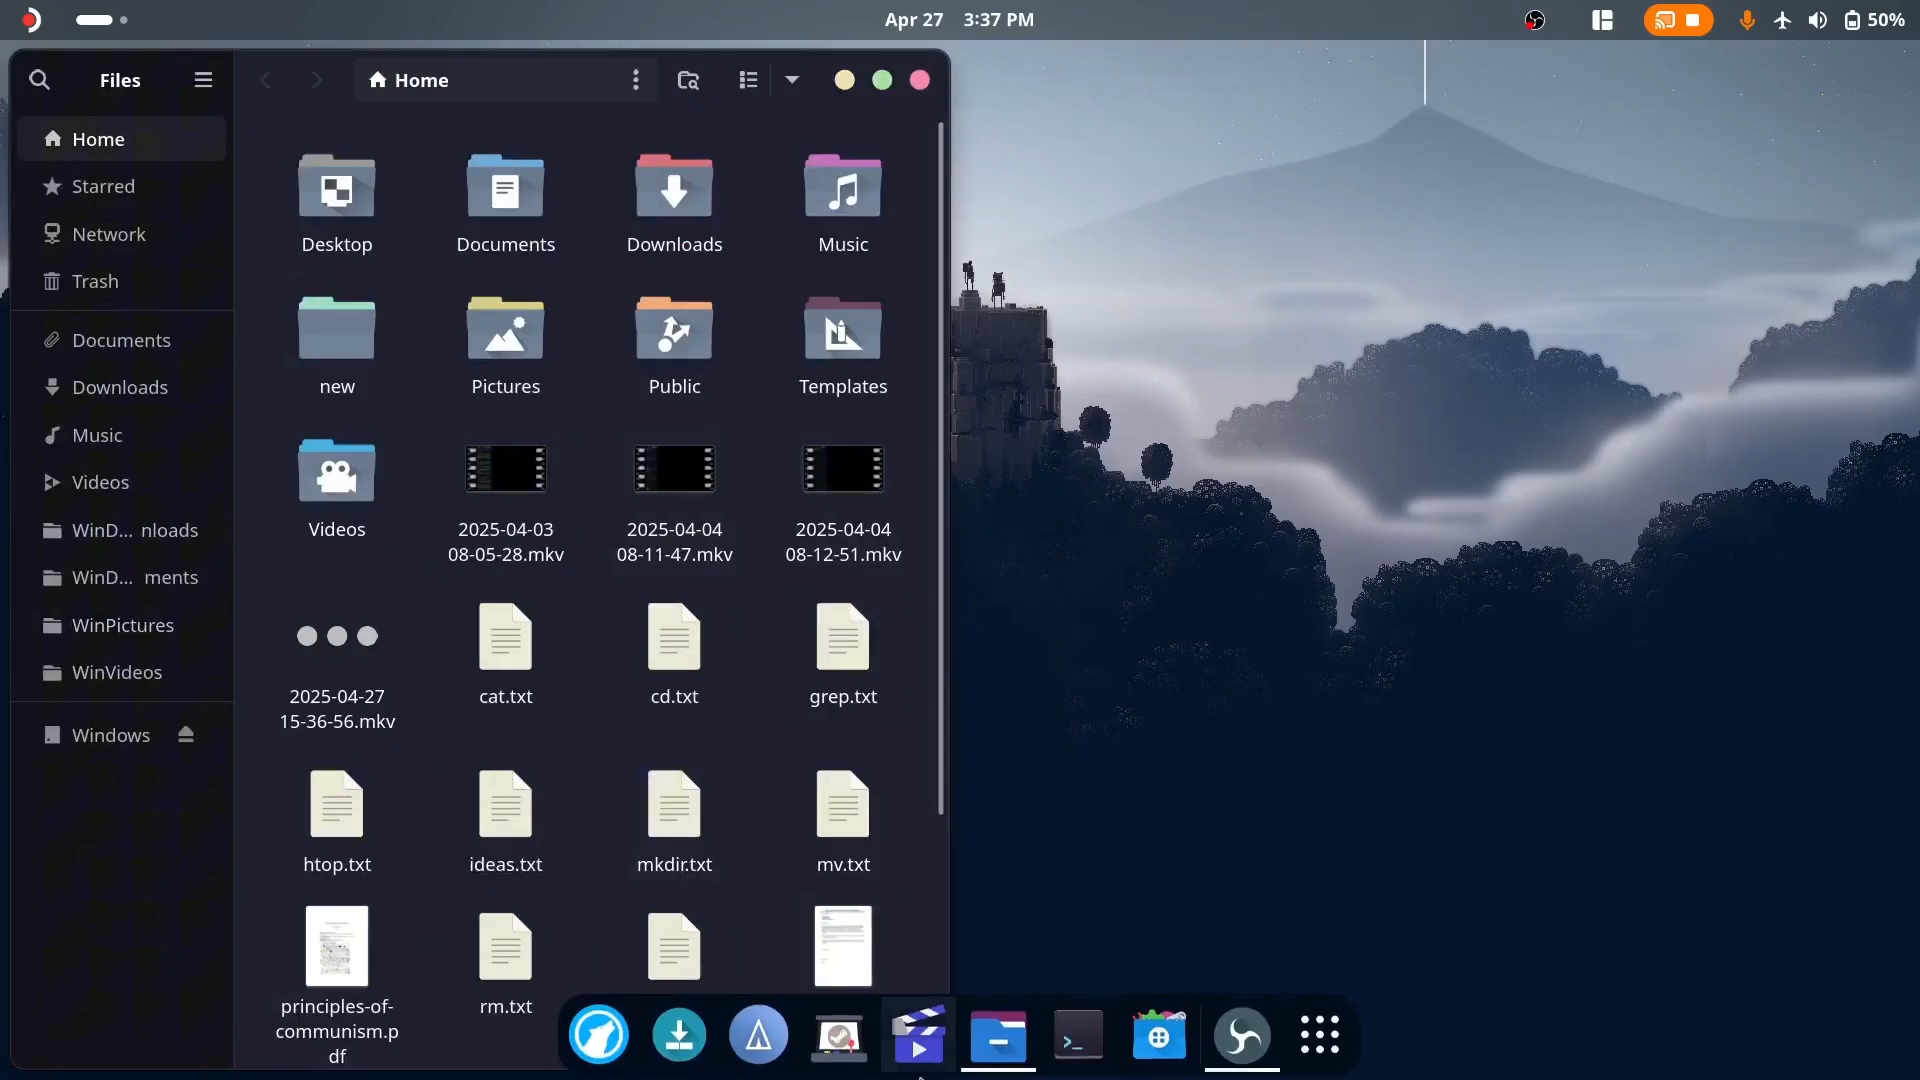 Apr 27 3:37 PM
50%
Files
Home
Home
Starred
Network
Trash
Documents
Downloads
Music
Videos
WinD... nloads
WinD... ments
WinPictures
WinVideos
Windows
Desktop
Documents
Downloads
Music
new
Pictures
Public
Templates
Videos
2025-04-03
08-05-28.mkv
2025-04-04
08-11-47.mkv
2025-04-04
08-12-51.mkv
2025-04-27
15-36-56.mkv
cat.txt
cd.txt
grep.txt
htop.txt
ideas.txt
mkdir.txt
mv.txt
principles-of-
communism.p
df
rm.txt